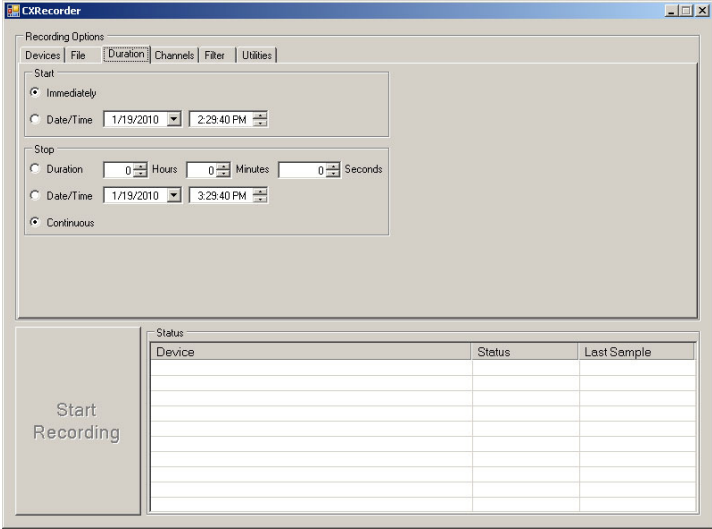 CXRecorder
Recording Options
Devices File Duration Channels Filter Utilities
Start
Immediately
Date/Time 1/19/2010 2:29:40 PM
Stop
Duration 0 Hours 0 Minutes 0 Seconds
Date/Time 1/19/2010 3:29:40 PM
Continuous
Status
Device Status Last Sample
Start
Recording